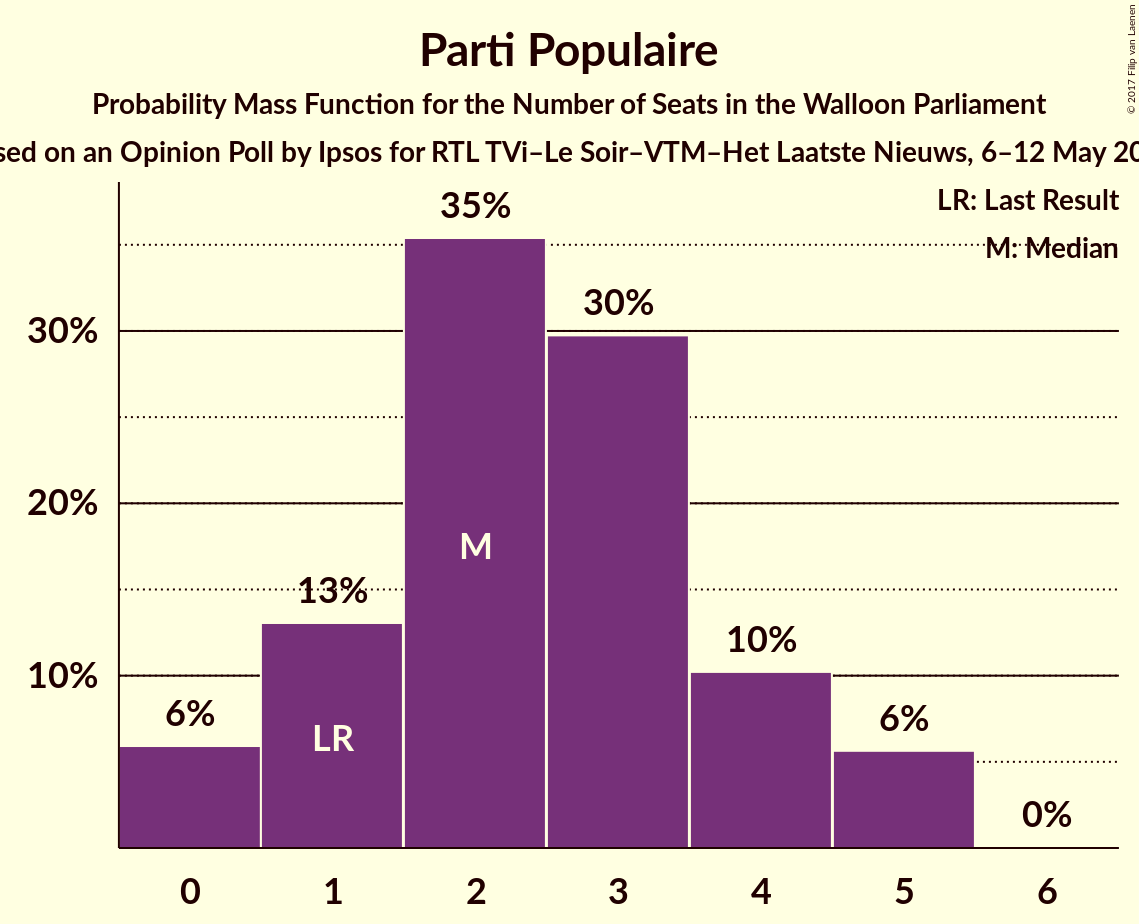 Parti Populaire
Probability Mass Function for the Number of Seats in the Walloon Parliament
sed on an Opinion Poll by Ipsos for RTL TVi–Le Soir–VTM–Het Laatste Nieuws, 6–12 May 20
© 2017 Filip van Laenen
LR: Last Result
M: Median
35%
30%
30%
20%
13%
10%
10%
6%
6%
0%
M
LR
0 1 2 3 4 5 6